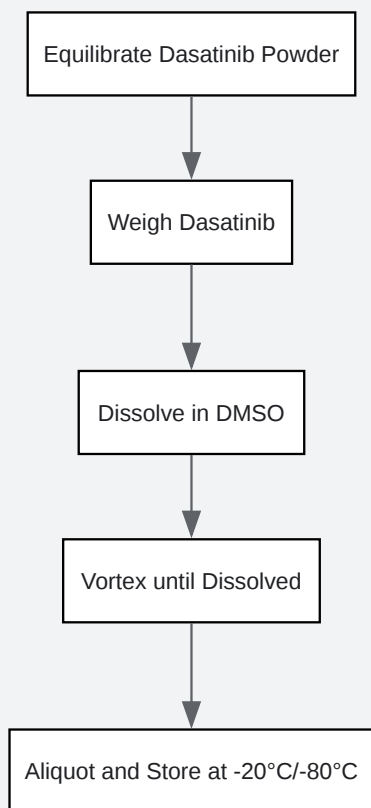 Equilibrate Dasatinib Powder
Weigh Dasatinib
Dissolve in DMSO
Vortex until Dissolved
Aliquot and Store at -20°C/-80°C